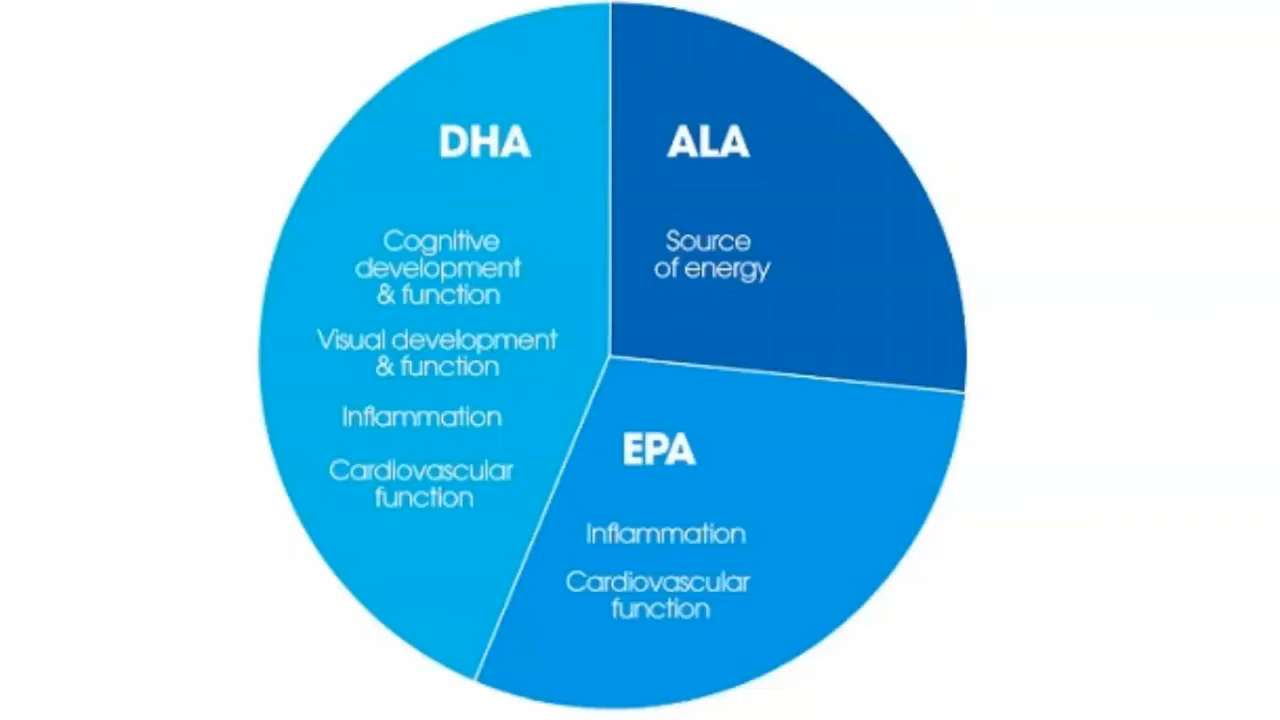 DHA
Cognitive
development
& function
Visual development
& function
Inflammation
Cardiovascular
function
ALA
Source
of energy
EPA
Inflammation
Cardiovascular
function